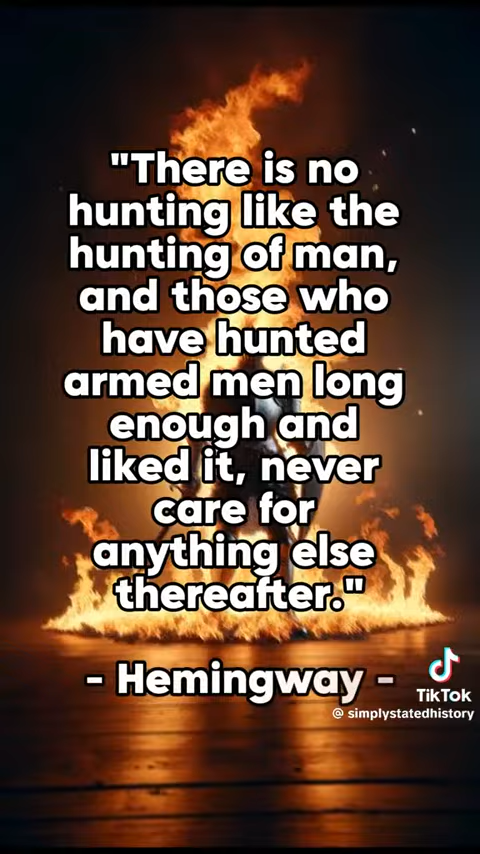 "There is no
hunting like the
hunting of man,
and those who
have hunted
armed men long
enough and
liked it, never
care for
anything else
thereafter."
- Hemingway -
TikTok
@ simplystatedhistory